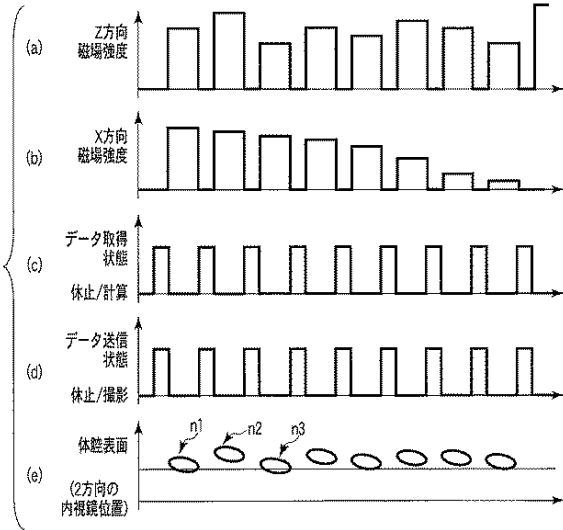 (a)
Z方向
磁場強度
(b)
X方向
磁場強度
(c)
データ取得
状態
休止/計算
(d)
データ送信
状態
休止/撮影
(e)
体腔表面
n1
n2
n3
(2方向の
内視鏡位置)